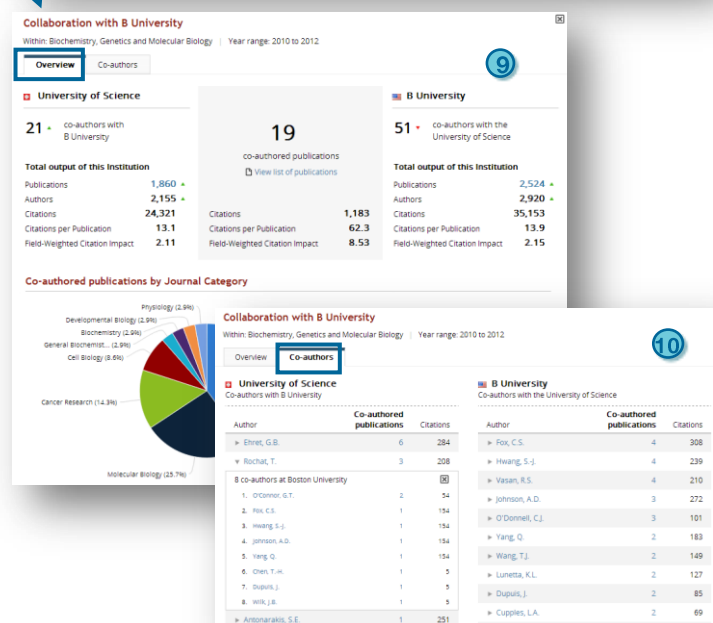 Collaboration with B University
Within: Biochemistry, Genetics and Molecular Biology | Year range: 2010 to 2012
Overview Co-authors
9
University of Science
21 co-authors with
B University
19
co-authored publications
View list of publications
B University
51 co-authors with the
University of Science
Total output of this Institution
Publications 1,860
Authors 2,155
Citations 24,321
Citations per Publication 13.1
Field-Weighted Citation Impact 2.11
Citations 1,183
Citations per Publication 62.3
Field-Weighted Citation Impact 8.53
Total output of this Institution
Publications 2,524
Authors 2,920
Citations 35,153
Citations per Publication 13.9
Field-Weighted Citation Impact 2.15
Co-authored publications by Journal Category
Physiology (2.9%)
Developmental Biology (2.9%)
Biochemistry (2.9%)
General Biochemist... (2.9%)
Cell Biology (8.6%)
Cancer Research (14.3%)
Molecular Biology (25.7%)
Collaboration with B University
Within: Biochemistry, Genetics and Molecular Biology | Year range: 2010 to 2012
Overview Co-authors
10
University of Science
Co-authors with B University
Author Co-authored publications Citations
Ehret, G.B. 6 284
Rochat, T. 3 208
8 co-authors at Boston University
1. O'Connor, G.T. 2 54
2. Fox, C.S. 1 154
3. Hwang, S.-J. 1 154
4. Johnson, A.D. 1 154
5. Yang, Q. 1 154
6. Chen, T.-H. 1 5
7. Dupuis, J. 1 5
8. Wilk, J.B. 1 5
Antonarakis, S.E. 1 251
B University
Co-authors with the University of Science
Author Co-authored publications Citations
Fox, C.S. 4 308
Hwang, S.-J. 4 239
Vasan, R.S. 4 210
Johnson, A.D. 3 272
O'Donnell, C.J. 3 101
Yang, Q. 2 183
Wang, T.J. 2 149
Lunetta, K.L. 2 127
Dupuis, J. 2 85
Cupples, L.A. 2 69